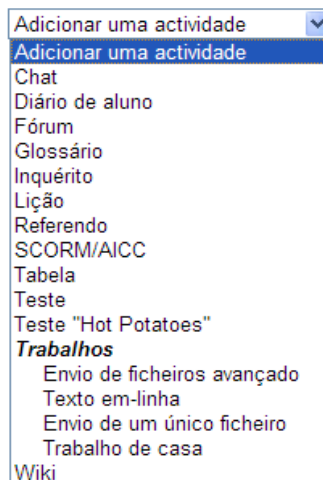 Adicionar uma actividade
Adicionar uma actividade
Chat
Diário de aluno
Fórum
Glossário
Inquérito
Lição
Referendo
SCORM/AICC
Tabela
Teste
Teste "Hot Potatoes"
Trabalhos
Envio de ficheiros avançado
Texto em-linha
Envio de um único ficheiro
Trabalho de casa
Wiki